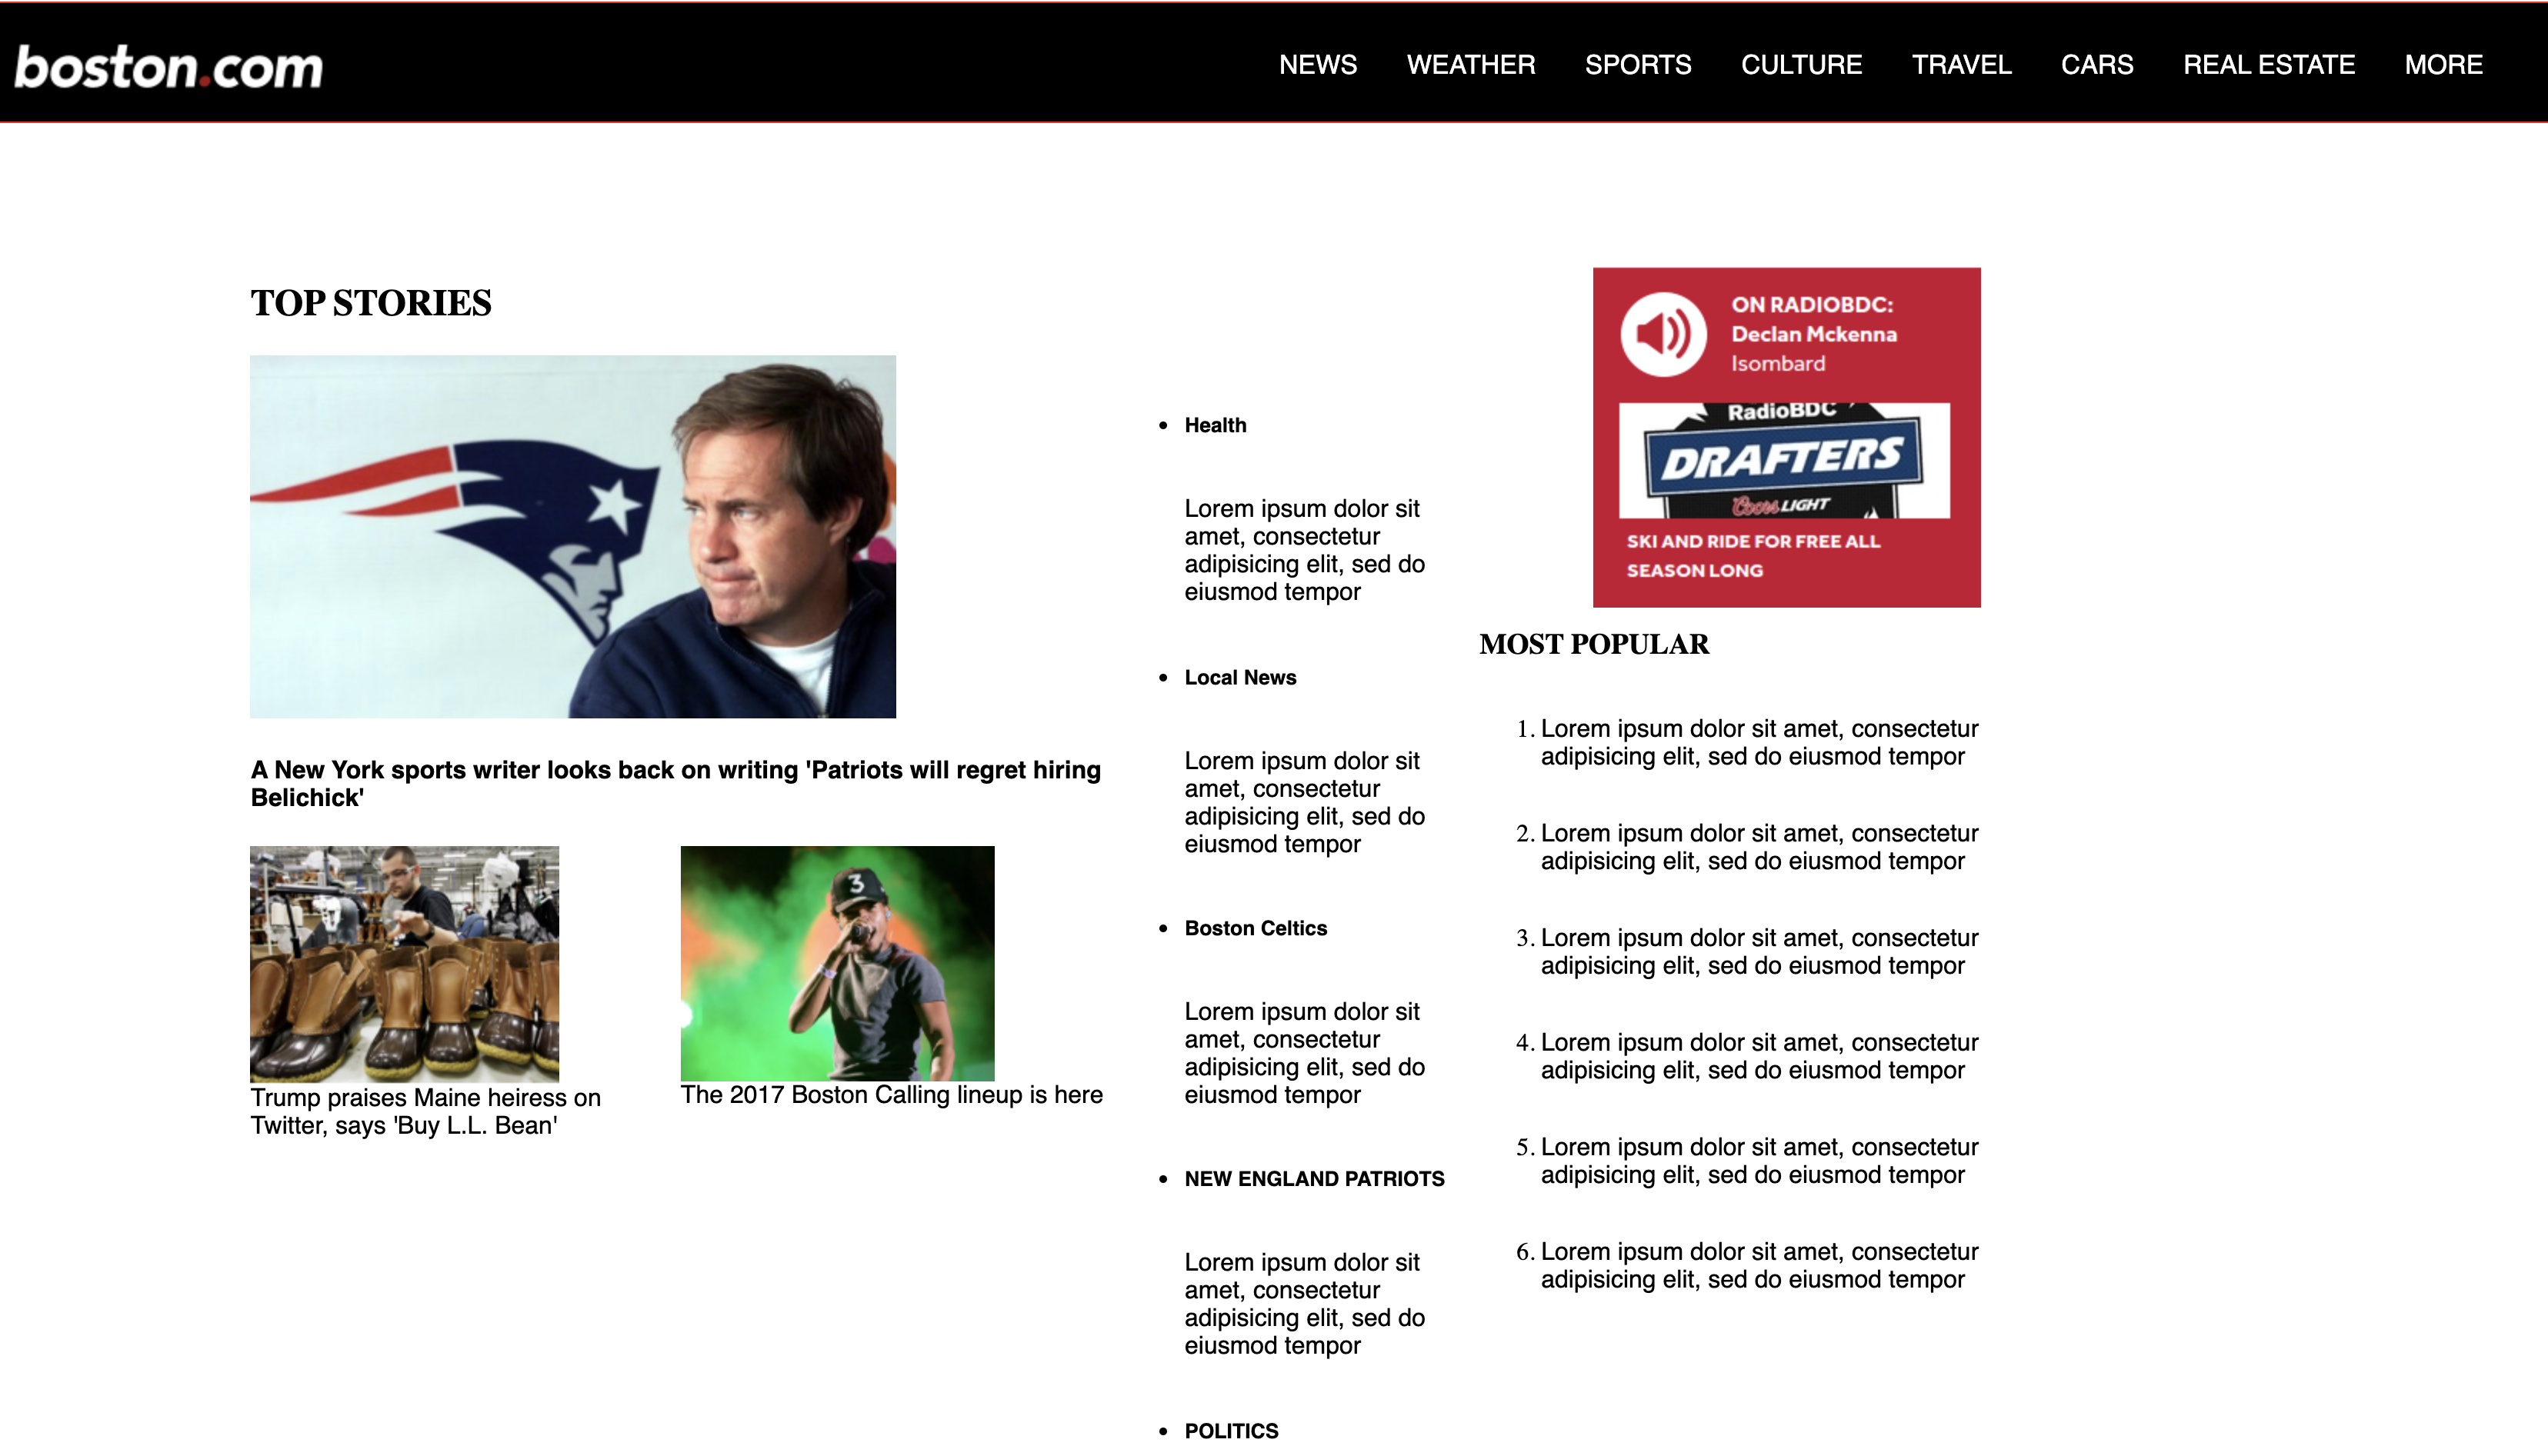 boston.com
NEWS WEATHER SPORTS CULTURE TRAVEL CARS REAL ESTATE MORE
TOP STORIES
A New York sports writer looks back on writing 'Patriots will regret hiring
Belichick'
Trump praises Maine heiress on
Twitter, says 'Buy L.L. Bean'
3
The 2017 Boston Calling lineup is here
Health
Lorem ipsum dolor sit
amet, consectetur
adipisicing elit, sed do
eiusmod tempor
Local News
Lorem ipsum dolor sit
amet, consectetur
adipisicing elit, sed do
eiusmod tempor
Boston Celtics
Lorem ipsum dolor sit
amet, consectetur
adipisicing elit, sed do
eiusmod tempor
NEW ENGLAND PATRIOTS
Lorem ipsum dolor sit
amet, consectetur
adipisicing elit, sed do
eiusmod tempor
POLITICS
ON RADIOBDC:
Declan Mckenna
Isombard
RadioBDC
DRAFTERS
Coors LIGHT
SKI AND RIDE FOR FREE ALL
SEASON LONG
MOST POPULAR
1. Lorem ipsum dolor sit amet, consectetur
adipisicing elit, sed do eiusmod tempor
2. Lorem ipsum dolor sit amet, consectetur
adipisicing elit, sed do eiusmod tempor
3. Lorem ipsum dolor sit amet, consectetur
adipisicing elit, sed do eiusmod tempor
4. Lorem ipsum dolor sit amet, consectetur
adipisicing elit, sed do eiusmod tempor
5. Lorem ipsum dolor sit amet, consectetur
adipisicing elit, sed do eiusmod tempor
6. Lorem ipsum dolor sit amet, consectetur
adipisicing elit, sed do eiusmod tempor